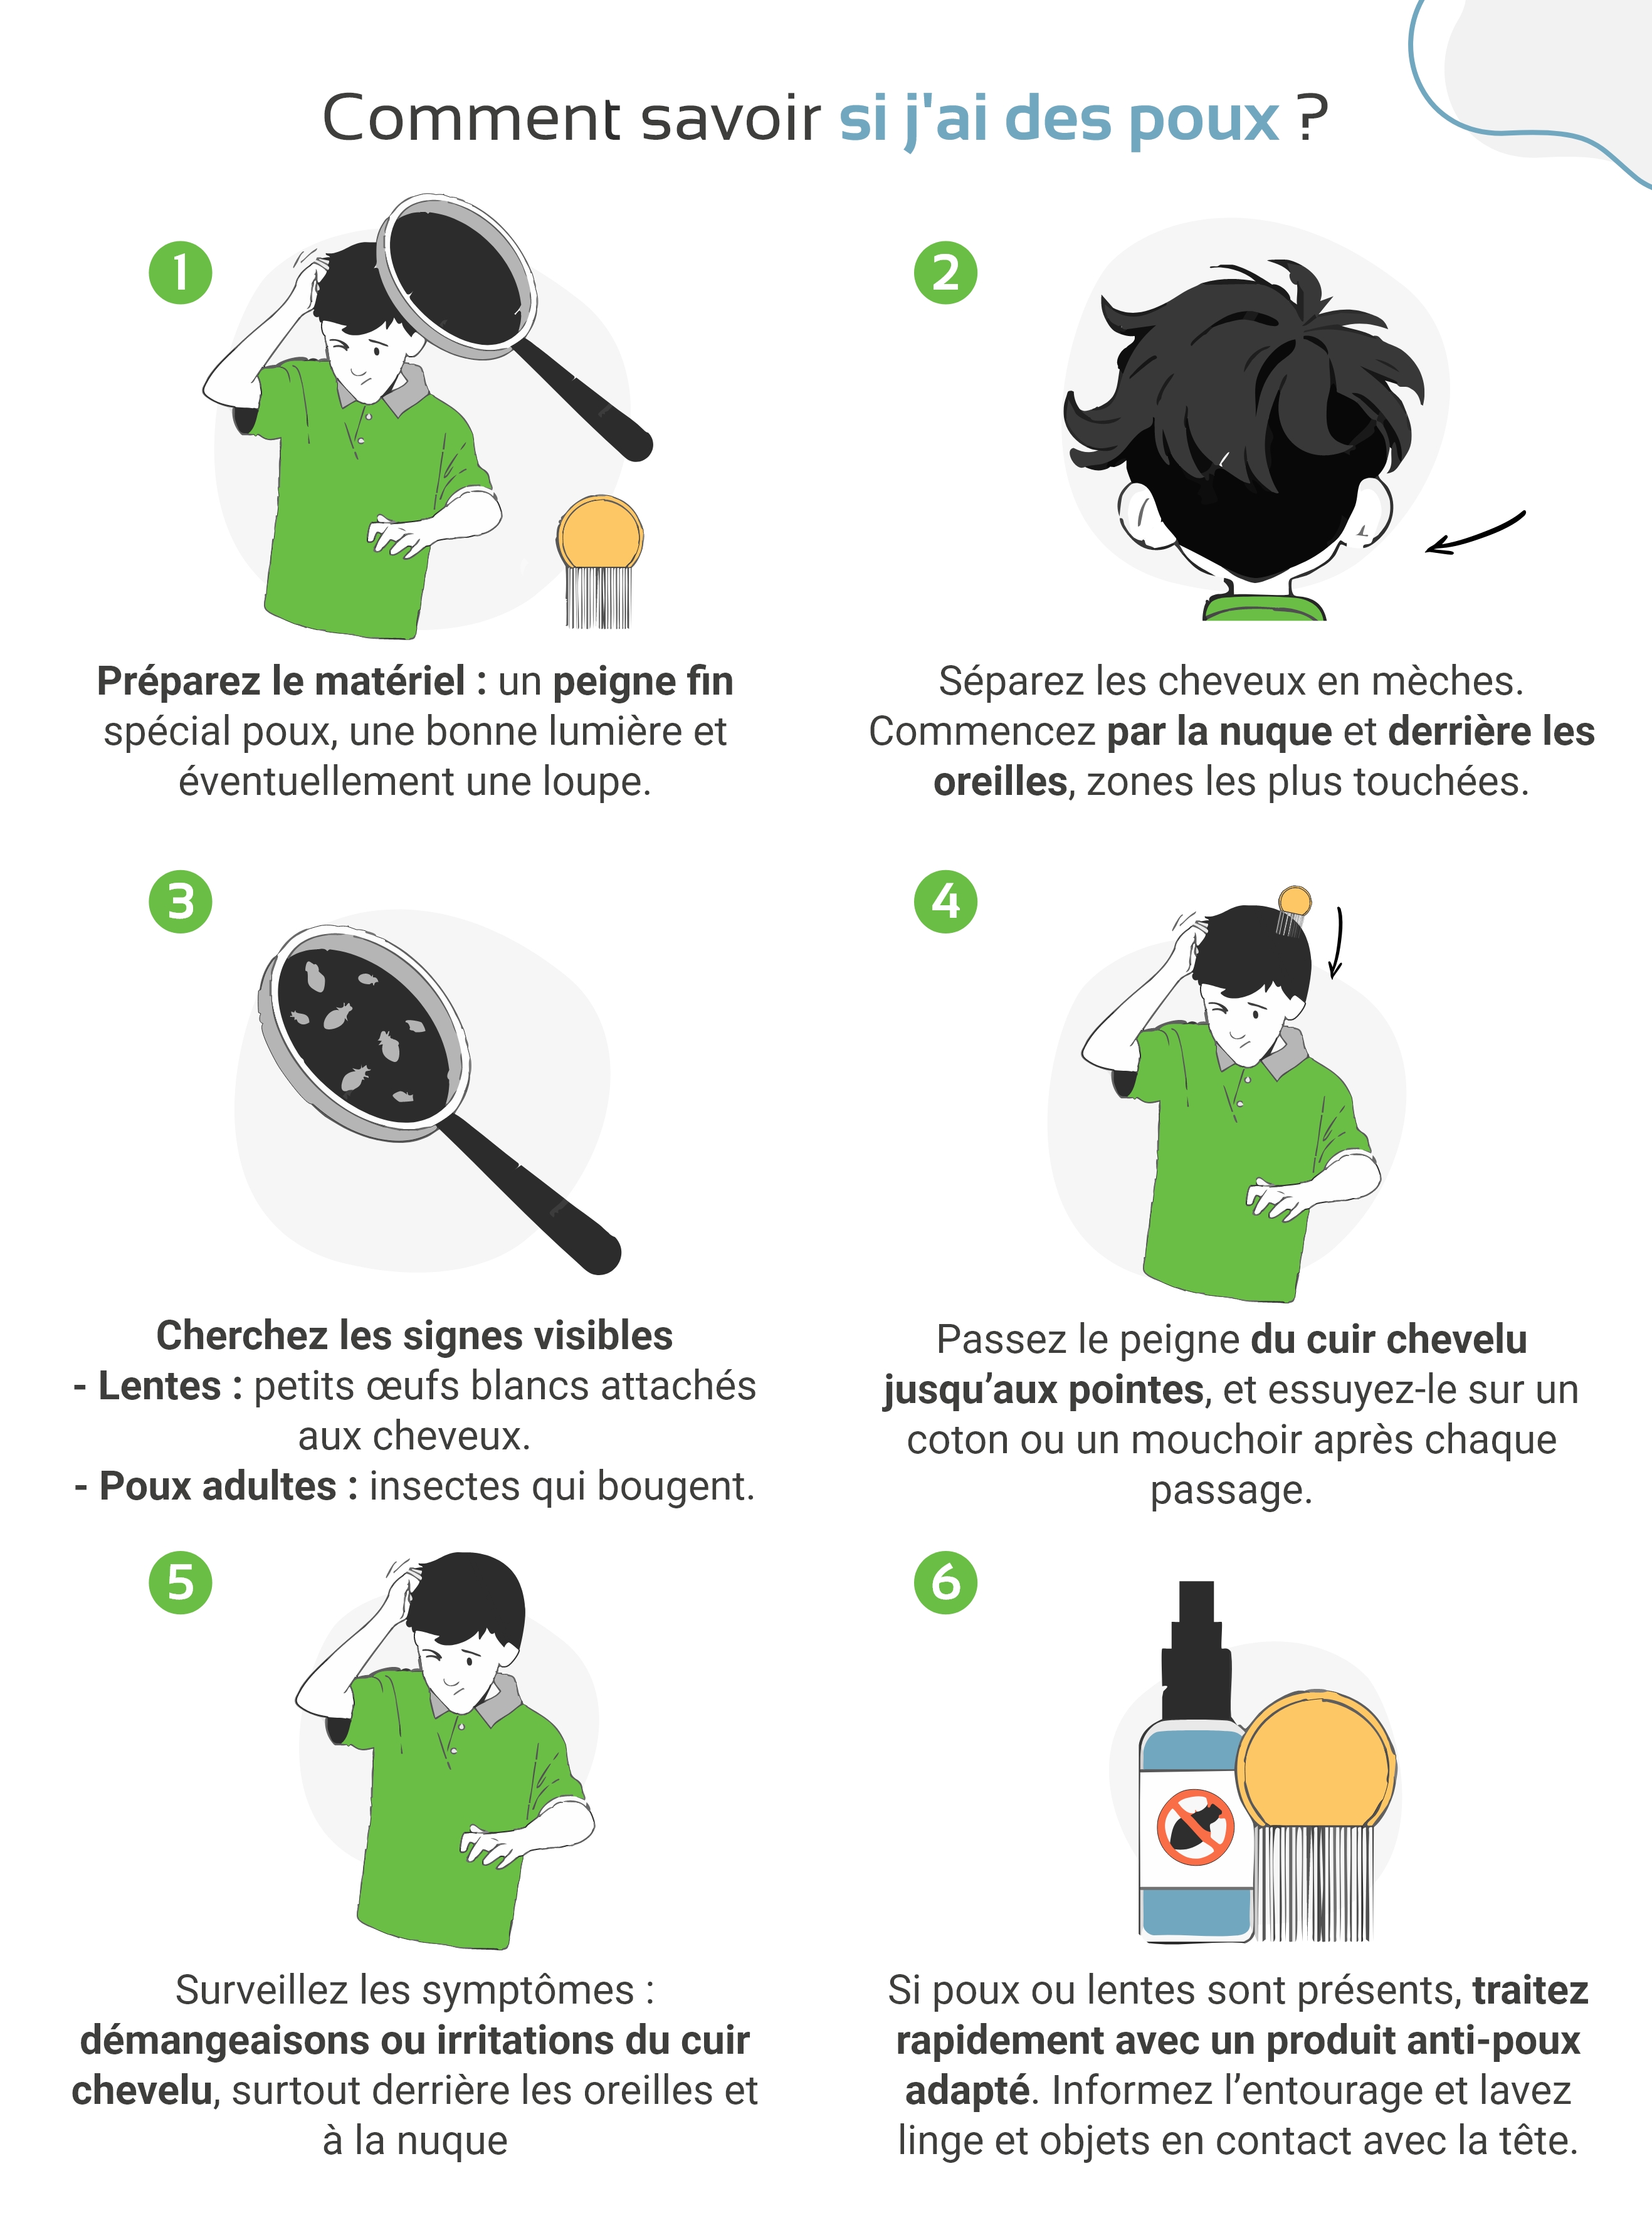 Comment savoir si j'ai des poux ?
1
Préparez le matériel : un peigne fin
spécial poux, une bonne lumière et
éventuellement une loupe.
2
Séparez les cheveux en mèches.
Commencez par la nuque et derrière les
oreilles, zones les plus touchées.
3
Cherchez les signes visibles
- Lentes : petits œufs blancs attachés
aux cheveux.
- Poux adultes : insectes qui bougent.
4
Passez le peigne du cuir chevelu
jusqu’aux pointes, et essuyez-le sur un
coton ou un mouchoir après chaque
passage.
5
Surveillez les symptômes :
démangeaisons ou irritations du cuir
chevelu, surtout derrière les oreilles et
à la nuque
6
Si poux ou lentes sont présents, traitez
rapidement avec un produit anti-poux
adapté. Informez l’entourage et lavez
linge et objets en contact avec la tête.